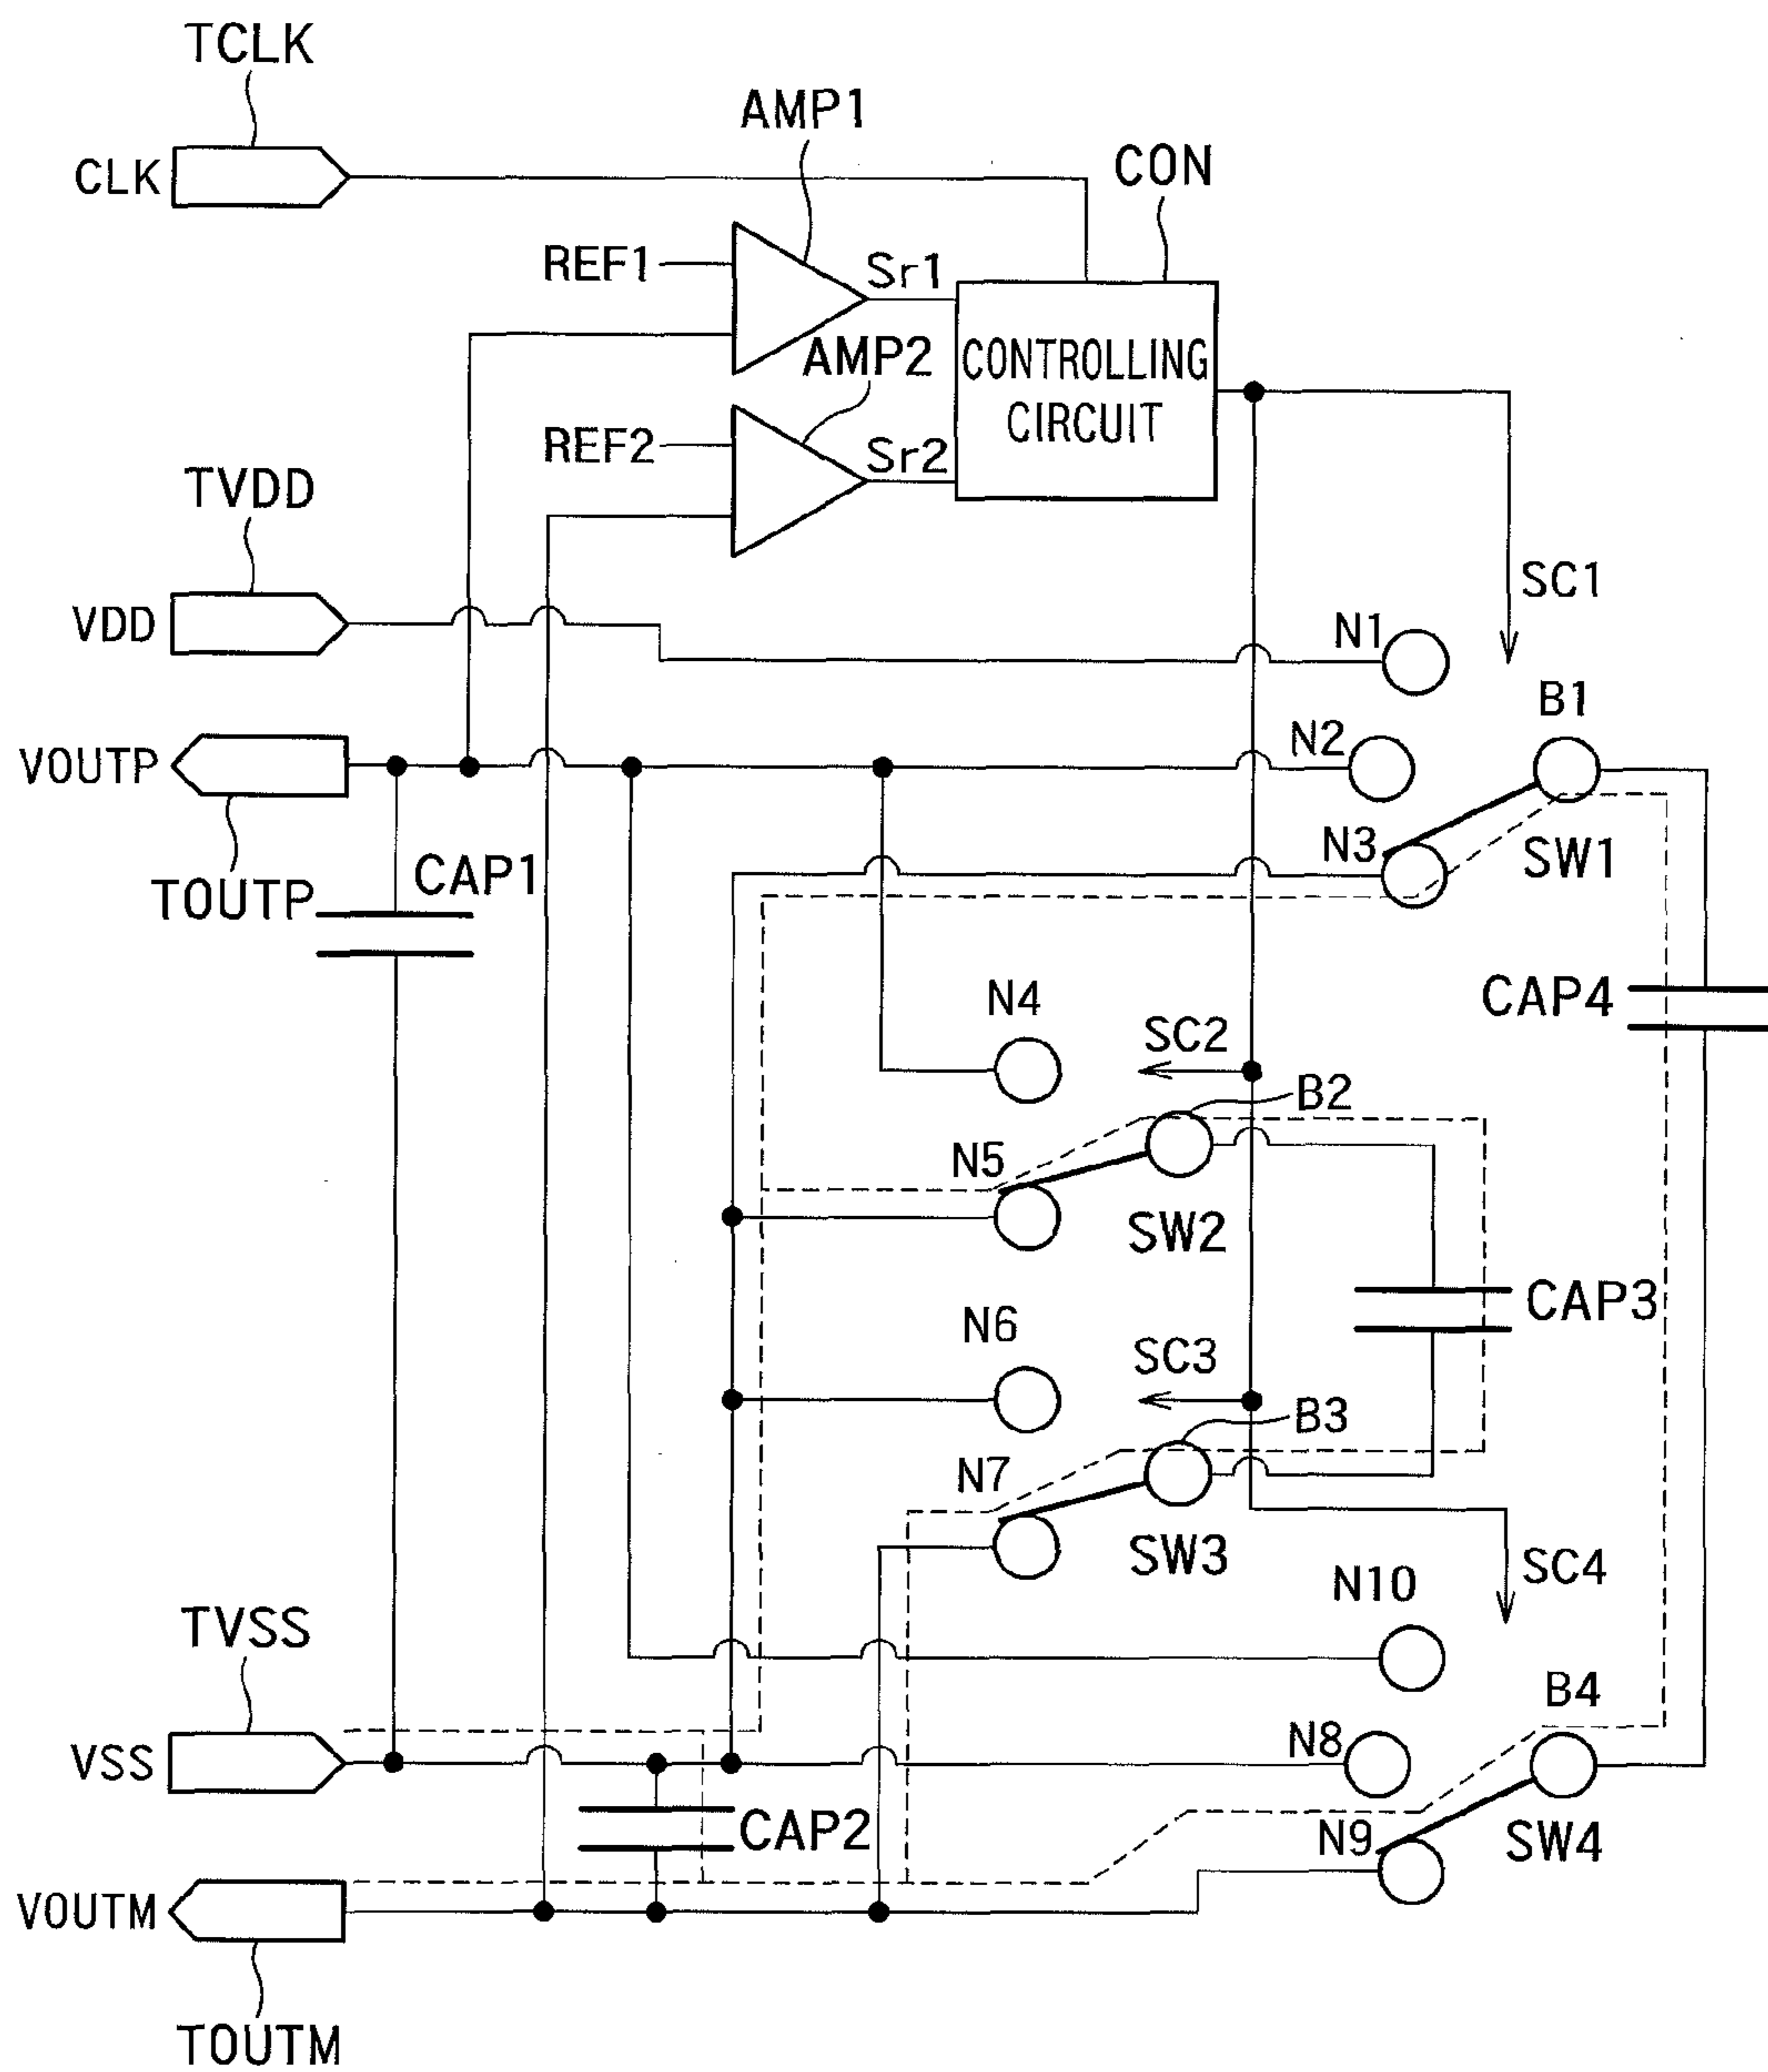 TCLK
AMP1
CLK
CON
REF1
Sr1
AMP2
CONTROLLING
CIRCUIT
REF2
Sr2
TVDD
SC1
VDD
N1
B1
N2
VOUTP
N3
SW1
CAP1
TOUTP
N4
CAP4
SC2
B2
N5
SW2
CAP3
N6
SC3
B3
N7
SW3
SC4
N10
TVSS
B4
N8
VSS
CAP2
N9
SW4
VOUTM
TOUTM